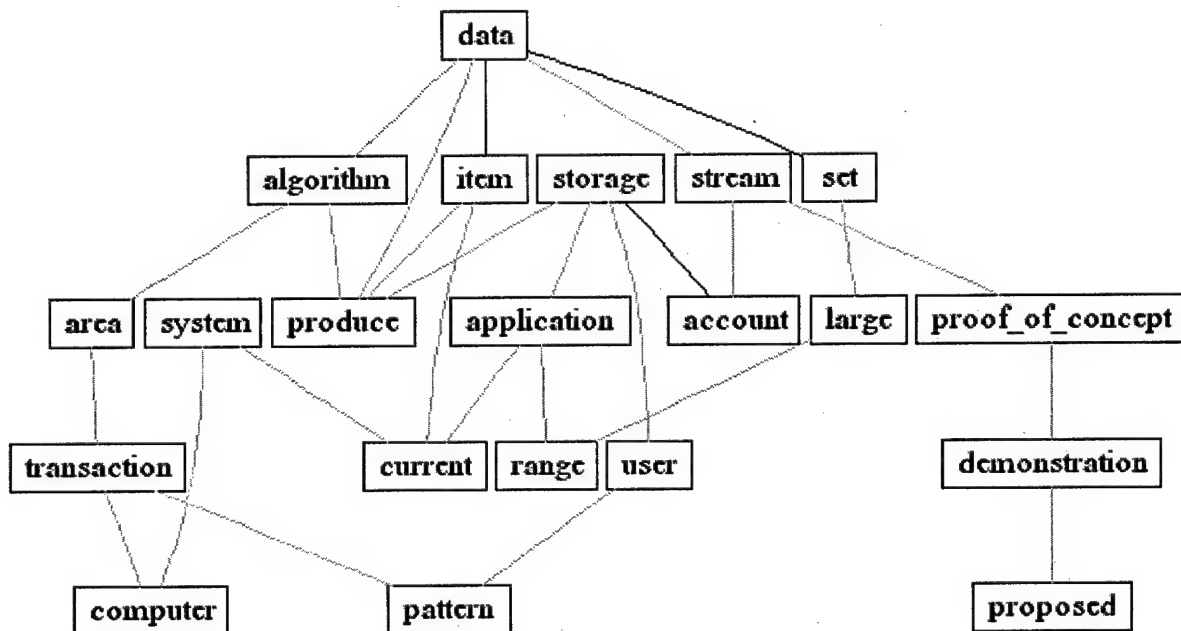 data
algorithm item storage stream set
area system produce application account large proof_of_concept
transaction current range user demonstration
computer pattern proposed